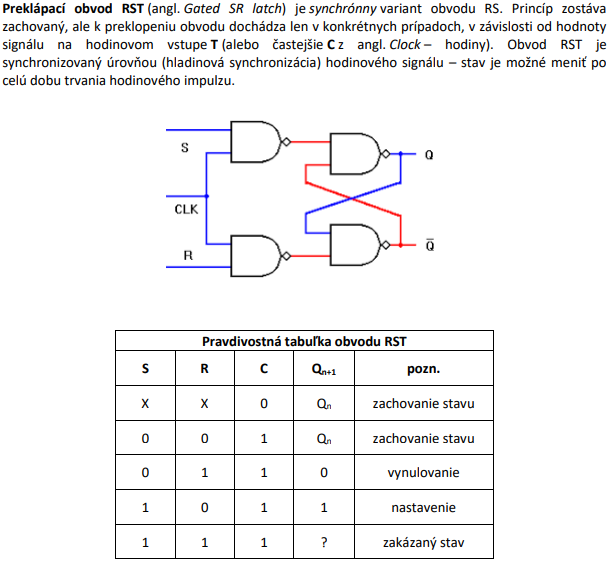 Preklápací obvod RST (angl. Gated SR latch) je synchrónny variant obvodu RS. Princíp zostáva
zachovaný, ale k preklopeniu obvodu dochádza len v konkrétnych prípadoch, v závislosti od hodnoty
signálu na hodinovom vstupe T (alebo častejšie C z angl. Clock – hodiny). Obvod RST je
synchronizovaný úrovňou (hladinová synchronizácia) hodinového signálu – stav je možné meniť po
celú dobu trvania hodinového impulzu.
S
Q
CLK
R
Q̅
Pravdivostná tabuľka obvodu RST
S R C Qn+1 pozn.
X X 0 Qn zachovanie stavu
0 0 1 Qn zachovanie stavu
0 1 1 0 vynulovanie
1 0 1 1 nastavenie
1 1 1 ? zakázaný stav